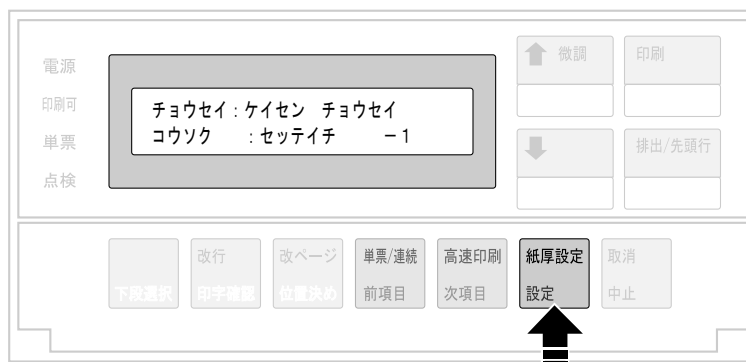 電源
印刷可
単票
点検
チョウセイ:ケイセン チョウセイ
コウソク :セッテイチ -1
微調
印刷
排出/先頭行
下段選択
改行
印字確認
改ページ
位置決め
単票/連続
前項目
高速印刷
次項目
紙厚設定
設定
取消
中止